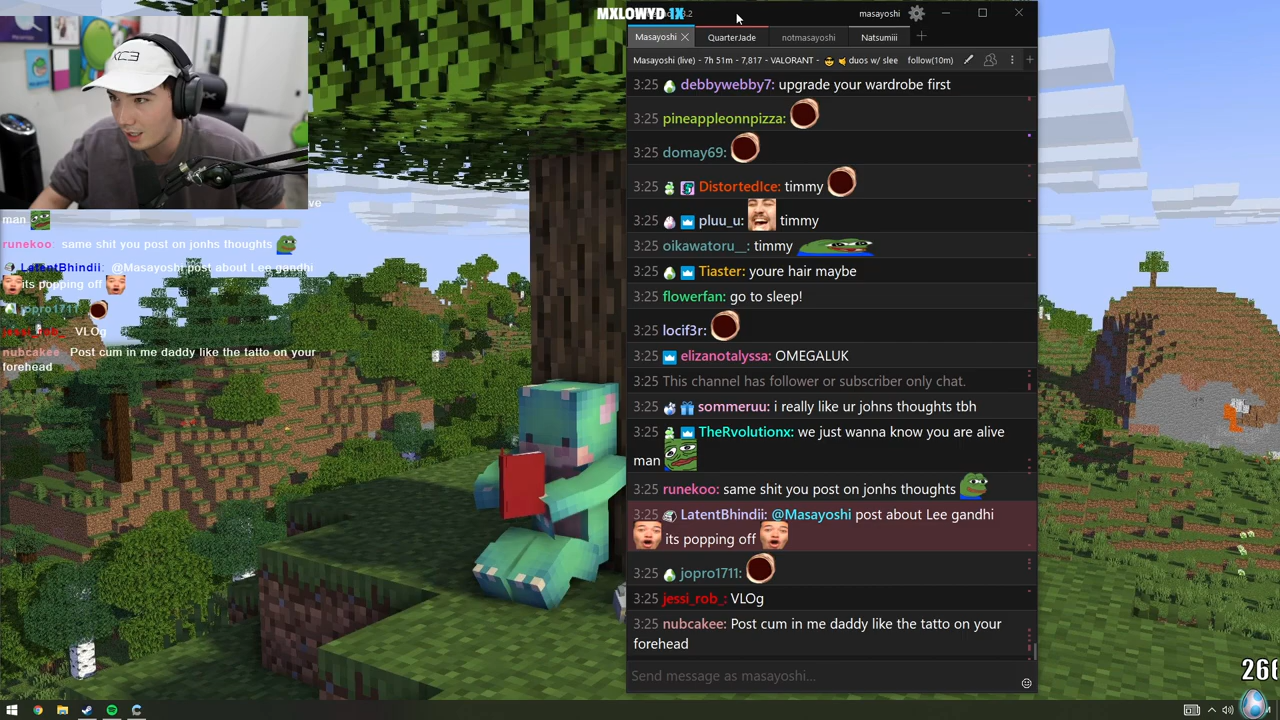 MXLOWYD 1X
masayoshi
Masayoshi
QuarterJade
notmasayoshi
Natsumiii
Masayoshi (live) - 7h 51m - 7,817 - VALORANT - duos w/ slee
follow(10m)
3:25 debbywebby7: upgrade your wardrobe first
3:25 pineappleonnpizza:
3:25 domay69:
3:25 DistortedIce: timmy
3:25 pluu_u: timmy
3:25 oikawatoru__: timmy
3:25 Tiaster: youre hair maybe
3:25 flowerfan: go to sleep!
3:25 locif3r:
3:25 elizanotalyssa: OMEGALUK
3:25 This channel has follower or subscriber only chat.
3:25 sommeruu: i really like ur johns thoughts tbh
3:25 TheRvolutionx: we just wanna know you are alive
man
3:25 runekoo: same shit you post on jonhs thoughts
3:25 LatentBhindii: @Masayoshi post about Lee gandhi
its popping off
3:25 jopro1711:
3:25 jessi_rob_: VLOg
3:25 nubcakee: Post cum in me daddy like the tatto on your
forehead
Send message as masayoshi...
man
runekoo: same shit you post on jonhs thoughts
LatentBhindii: @Masayoshi post about Lee gandhi
its popping off
jopro1711:
jessi_rob_: VLOg
nubcakee: Post cum in me daddy like the tatto on your
forehead